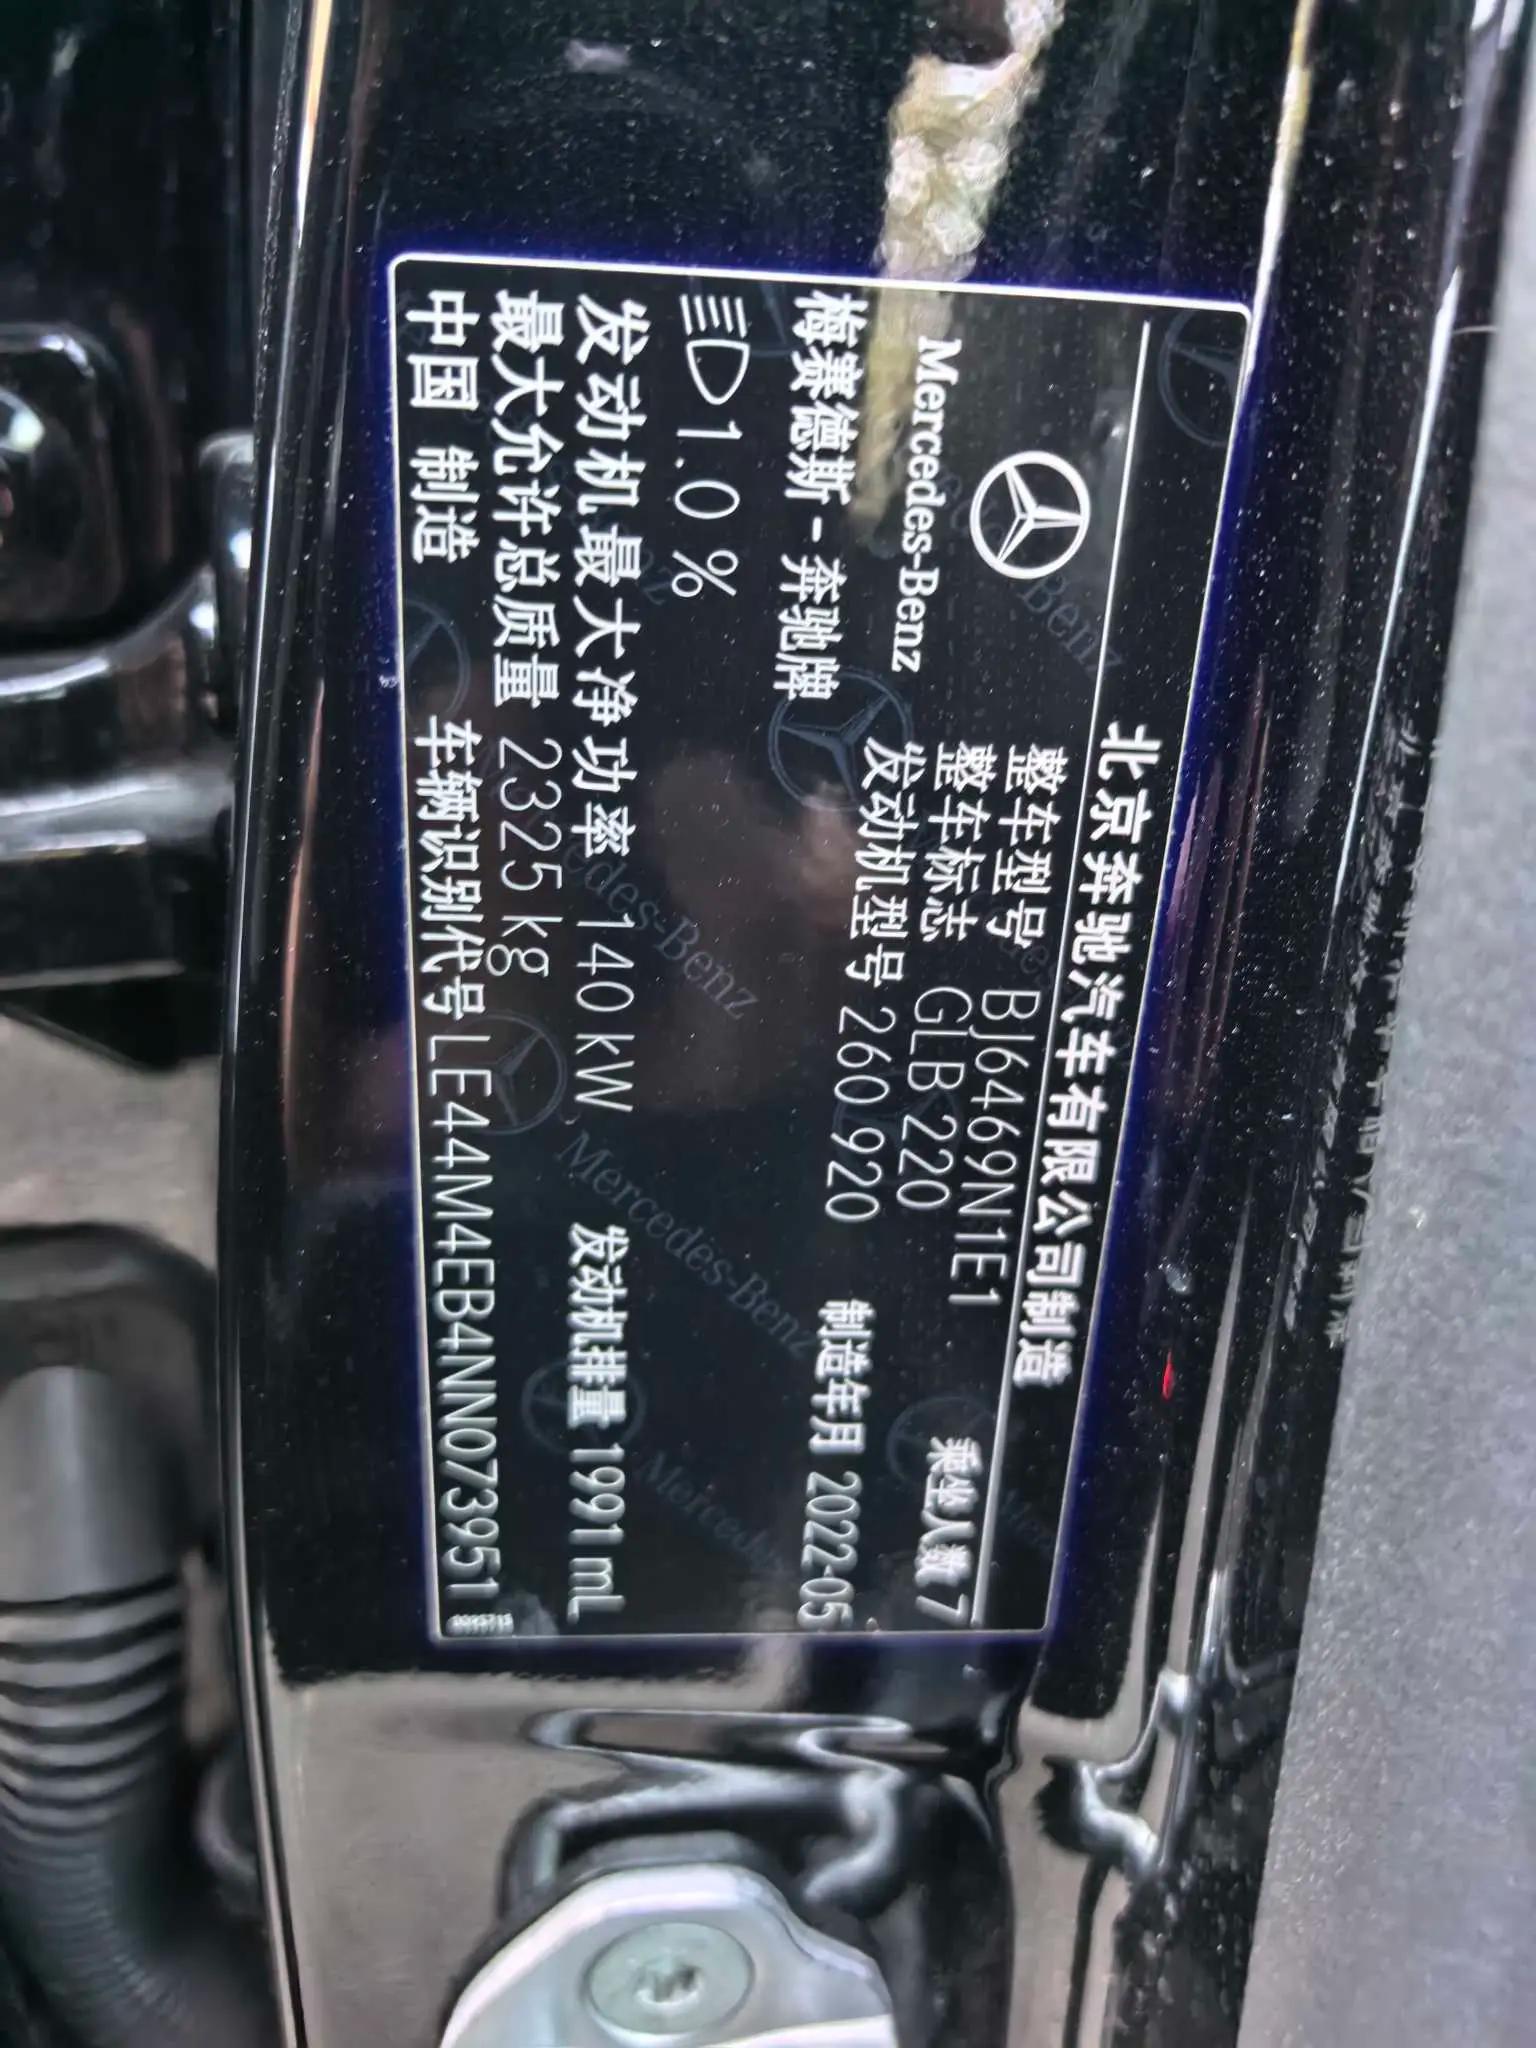 北京奔驰汽车有限公司制造
Mercedes-Benz
梅赛德斯-奔驰牌
整车型号 BJ6469N1E1
整车标志 GLB 220
乘坐人数 7
发动机型号 260 920
制造年月 2022-05
1.0 %
发动机最大净功率 140 kW 发动机排量 1991 mL
最大允许总质量 2325 kg
中国 制造 车辆识别代号 LE44M4EB4NN073951